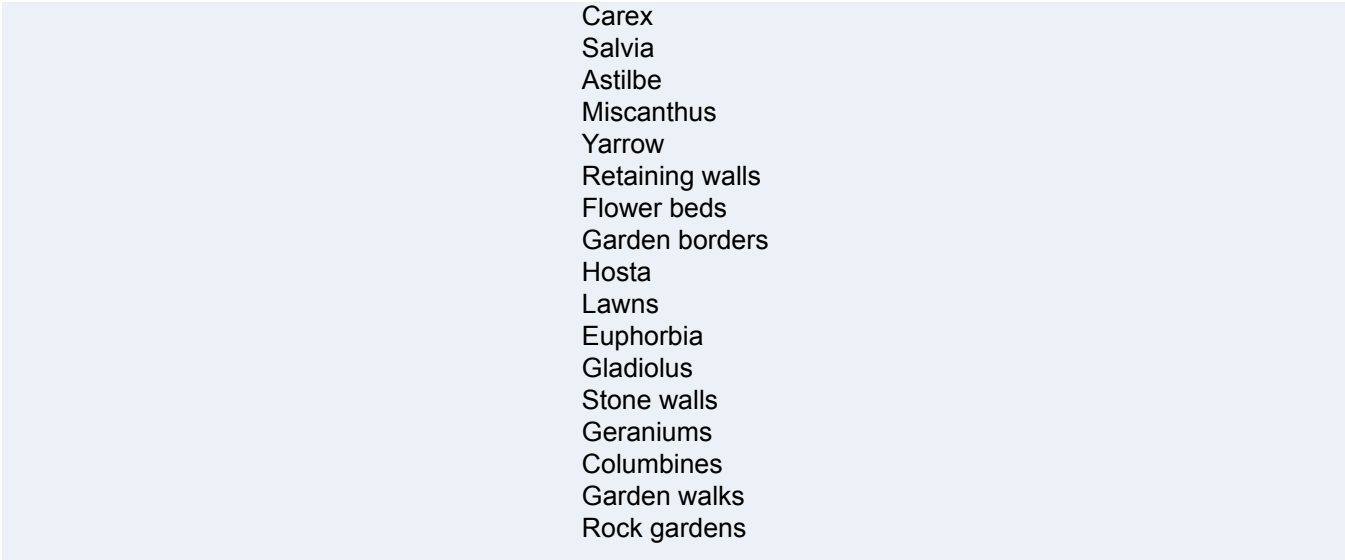 Carex
Salvia
Astilbe
Miscanthus
Yarrow
Retaining walls
Flower beds
Garden borders
Hosta
Lawns
Euphorbia
Gladiolus
Stone walls
Geraniums
Columbines
Garden walks
Rock gardens